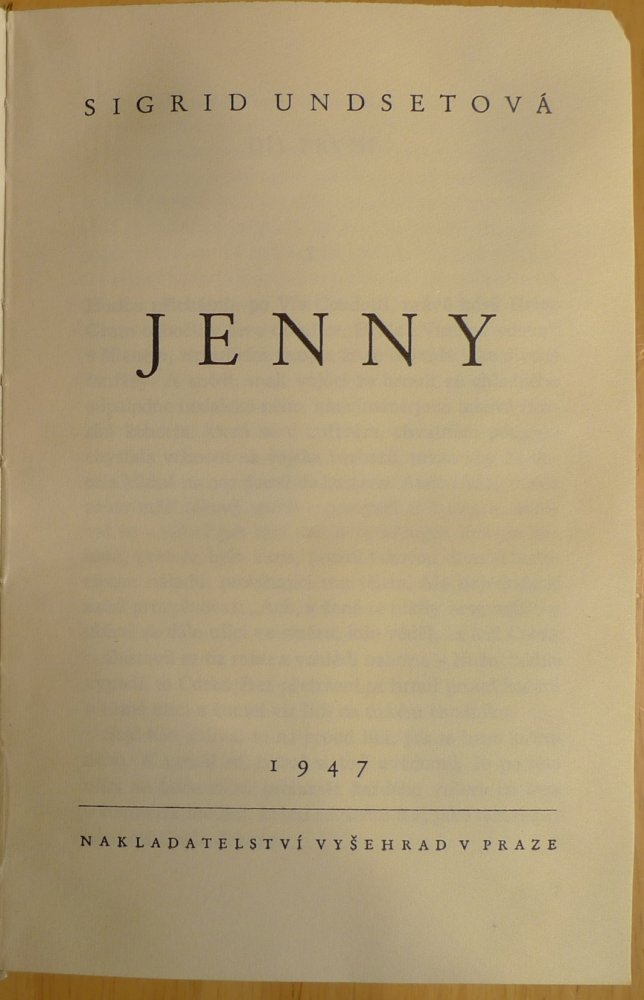 SIGRID UNDSETOVÁ
JENNY
1947
NAKLADATELSTVÍ VYŠEHRAD V PRAZE